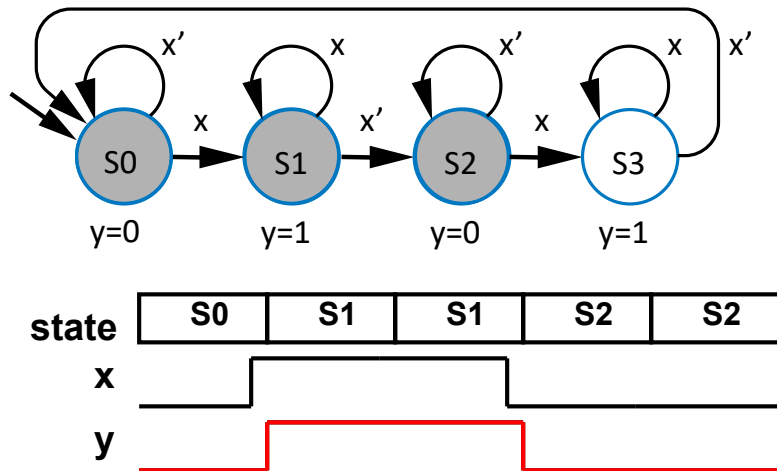 x’ x x’ x x’
x x’ x
S0 S1 S2 S3
y=0 y=1 y=0 y=1
state S0 S1 S1 S2 S2
x
y